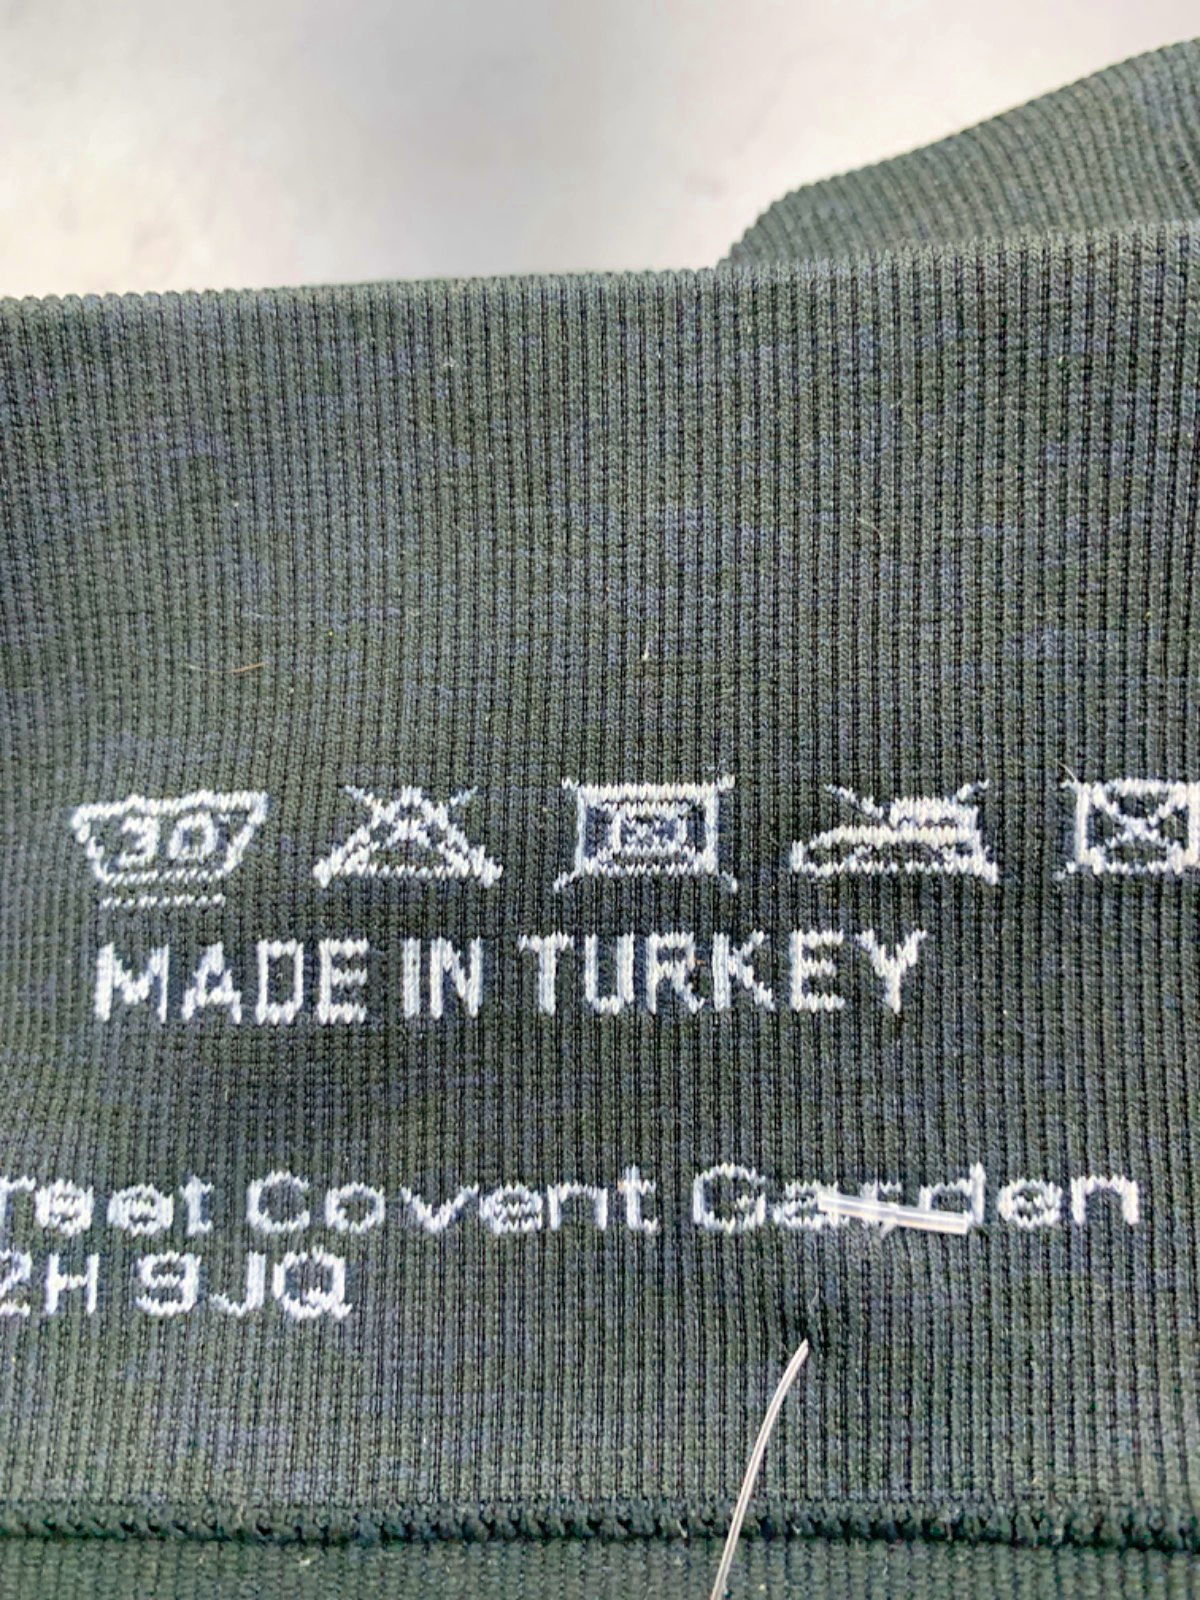 30
MADE IN TURKEY
reet Covent Garden
2H 9JQ